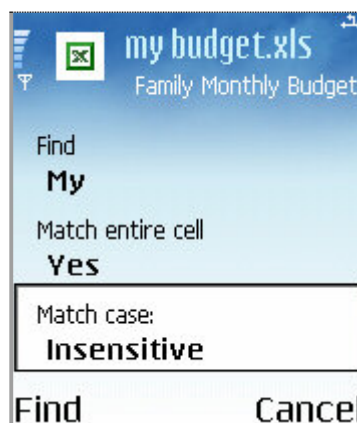 my budget.xls
Family Monthly Budget
Find
My
Match entire cell
Yes
Match case:
Insensitive
Find Cancel